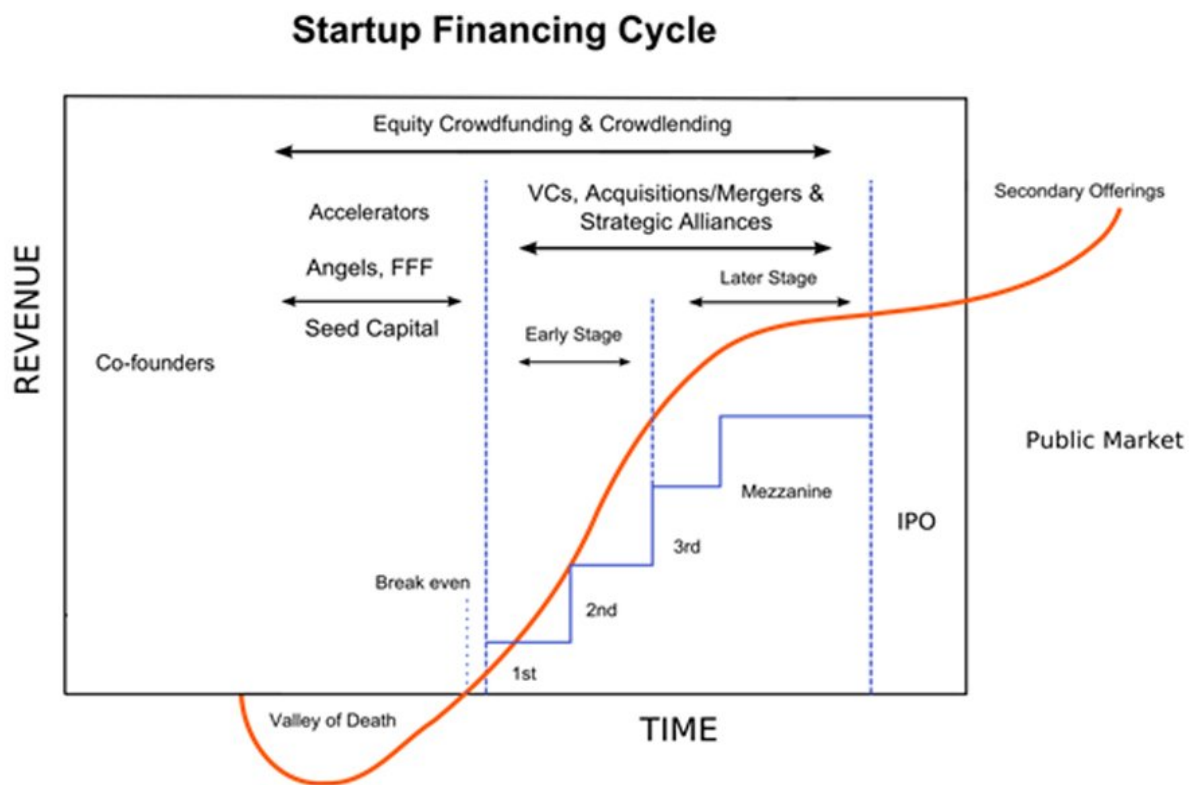 Startup Financing Cycle
Equity Crowdfunding & Crowdlending
VCs, Acquisitions/Mergers &
Strategic Alliances
Secondary Offerings
Accelerators
Angels, FFF
Seed Capital
Later Stage
Early Stage
Co-founders
REVENUE
Public Market
Mezzanine
IPO
3rd
Break even
2nd
1st
Valley of Death
TIME